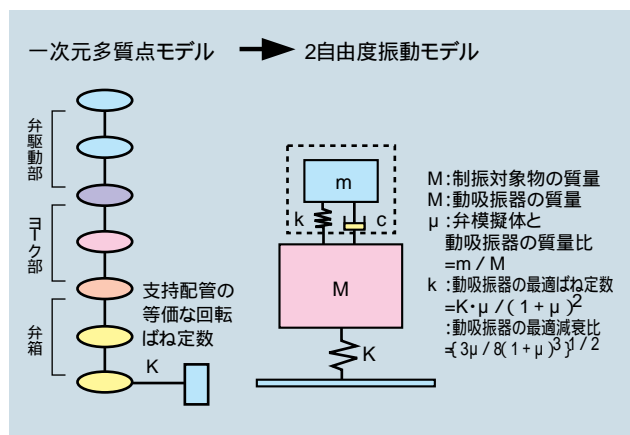 一次元多質点モデル
2自由度振動モデル
弁駆動部
ヨーク部
弁箱
支持配管の
等価な回転
ばね定数
K
m
k
c
M
K
M:制振対象物の質量
M:動吸振器の質量
μ:弁模擬体と
動吸振器の質量比
=m/M
k:動吸振器の最適ばね定数
=K・μ/(1+μ)2
:動吸振器の最適減衰比
={3μ/8(1+μ)3}1/2